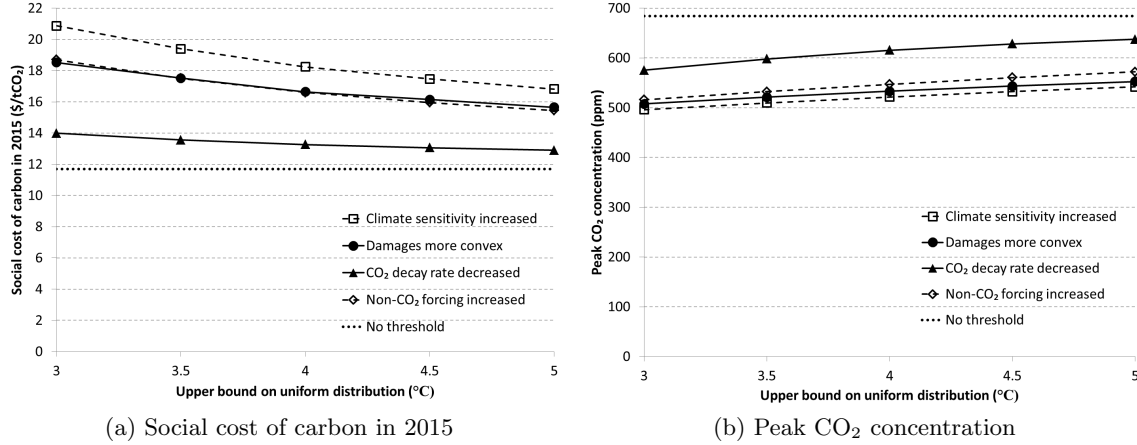 22
20
18
16
14
12
10
8
6
4
2
0
Social cost of carbon in 2015 ($/tCO₂)
Climate sensitivity increased
Damages more convex
CO₂ decay rate decreased
Non-CO₂ forcing increased
No threshold
3 3.5 4 4.5 5
Upper bound on uniform distribution (°C)
(a) Social cost of carbon in 2015
700
600
500
400
300
200
100
0
Peak CO₂ concentration (ppm)
Climate sensitivity increased
Damages more convex
CO₂ decay rate decreased
Non-CO₂ forcing increased
No threshold
3 3.5 4 4.5 5
Upper bound on uniform distribution (°C)
(b) Peak CO₂ concentration